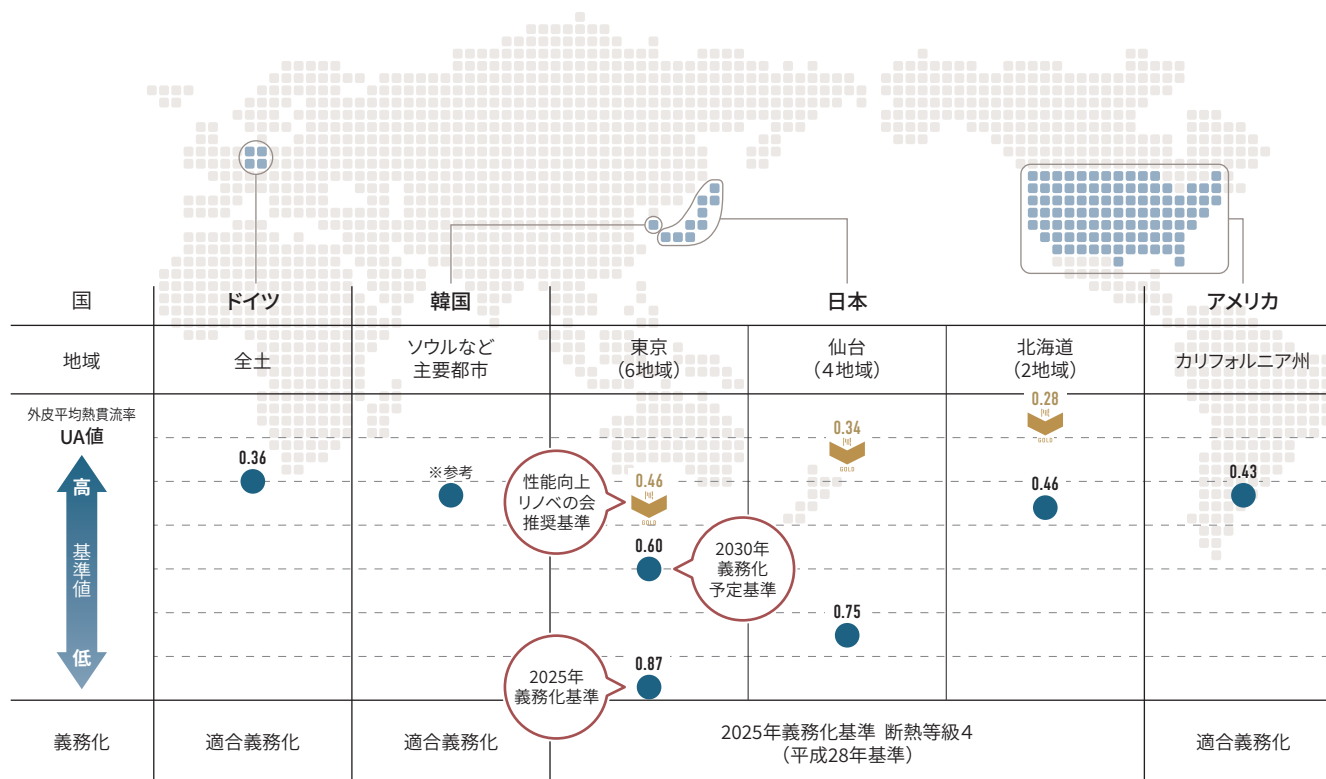 国
ドイツ
韓国
日本
アメリカ
地域
全土
ソウルなど
主要都市
東京
（6地域）
仙台
（4地域）
北海道
（2地域）
カリフォルニア州
外皮平均熱貫流率
UA値
高
基準値
低
0.36
※参考
性能向上
リノベの会
推奨基準
0.46
GOLD
0.60
2030年
義務化
予定基準
2025年
義務化基準
0.87
0.34
GOLD
0.75
0.28
GOLD
0.46
0.43
義務化
適合義務化
適合義務化
2025年義務化基準 断熱等級4
（平成28年基準）
適合義務化